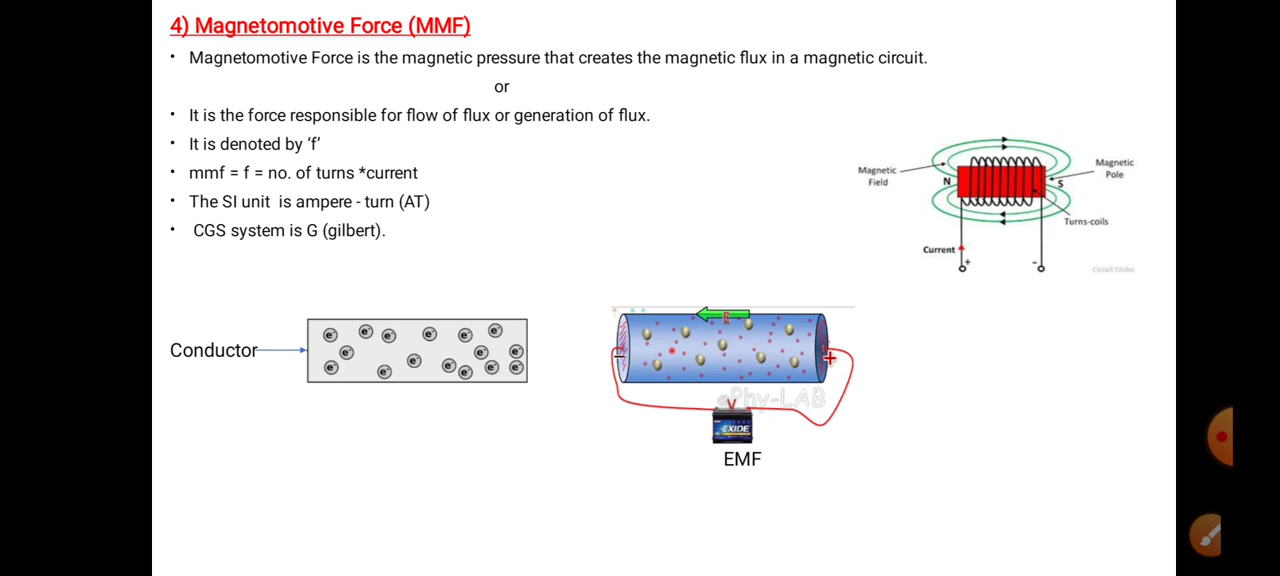 4) Magnetomotive Force (MMF)
• Magnetomotive Force is the magnetic pressure that creates the magnetic flux in a magnetic circuit.
or
• It is the force responsible for flow of flux or generation of flux.
• It is denoted by ‘f’
• mmf = f = no. of turns *current
• The SI unit is ampere - turn (AT)
• CGS system is G (gilbert).
Magnetic
Field
N
S
Magnetic
Pole
Turns-coils
Current
+
-
Circuit Globe
Conductor
e⁻ e⁻ e⁻ e⁻ e⁻ e⁻
e⁻ e⁻ e⁻ e⁻
e⁻ e⁻ e⁻ e⁻ e⁻ e⁻
E
-
+
ePhy-LAB
V
EXIDE
EMF